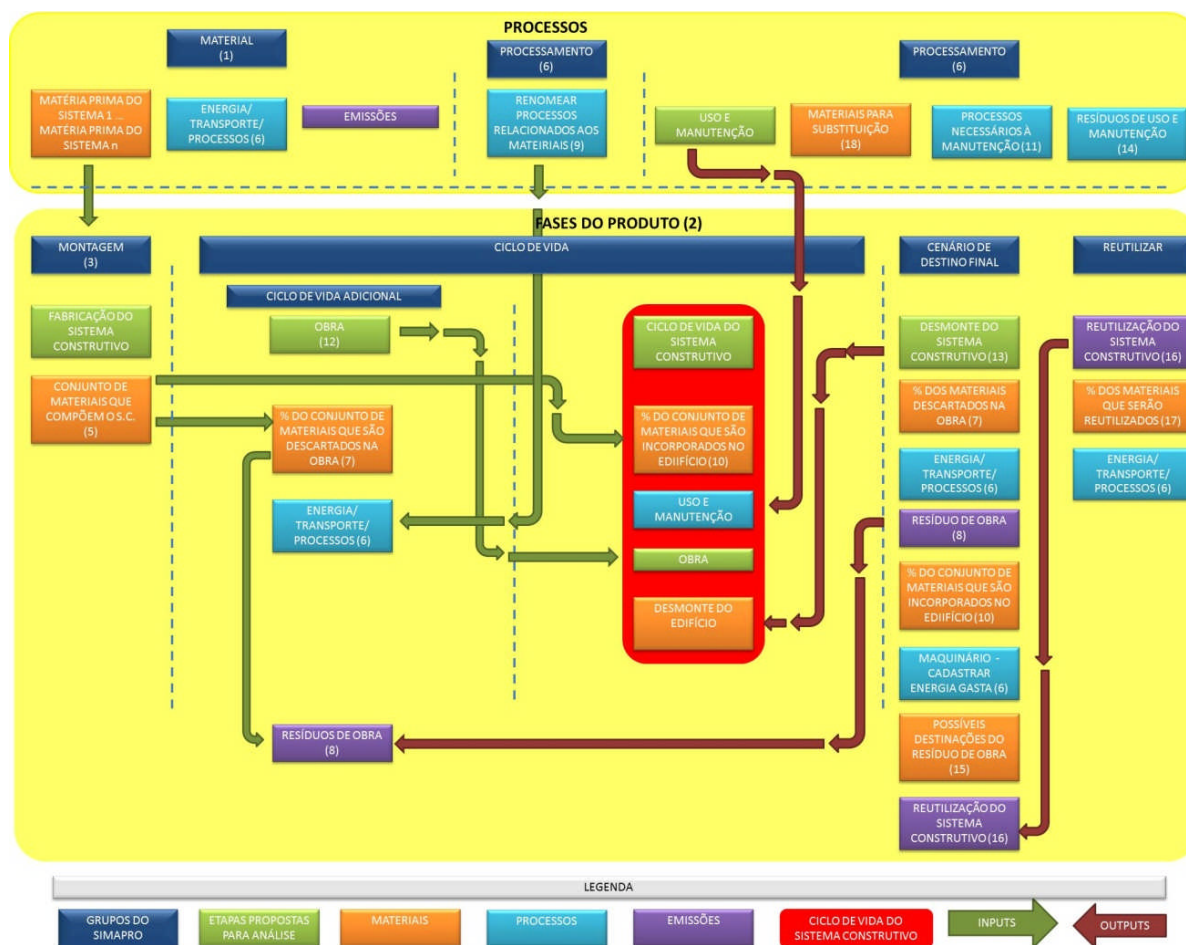 PROCESSOS
MATERIAL
(1)
PROCESSAMENTO
(6)
PROCESSAMENTO
(6)
MATÉRIA PRIMA DO
SISTEMA 1 ...
MATÉRIA PRIMA DO
SISTEMA n
ENERGIA/
TRANSPORTE/
PROCESSOS (6)
EMISSÕES
RENOMEAR
PROCESSOS
RELACIONADOS AOS
MATEIRIAIS (9)
USO E
MANUTENÇÃO
MATERIAIS PARA
SUBSTITUIÇÃO
(18)
PROCESSOS
NECESSÁRIOS À
MANUTENÇÃO (11)
RESÍDUOS DE USO E
MANUTENÇÃO
(14)
FASES DO PRODUTO (2)
MONTAGEM
(3)
CICLO DE VIDA
CENÁRIO DE
DESTINO FINAL
REUTILIZAR
CICLO DE VIDA ADICIONAL
FABRICAÇÃO DO
SISTEMA
CONSTRUTIVO
OBRA
(12)
CICLO DE VIDA DO
SISTEMA
CONSTRUTIVO
DESMONTE DO
SISTEMA
CONSTRUTIVO (13)
REUTILIZAÇÃO DO
SISTEMA
CONSTRUTIVO (16)
CONJUNTO DE
MATERIAIS QUE
COMPÕEM O S.C.
(5)
% DO CONJUNTO DE
MATERIAIS QUE SÃO
DESCARTADOS NA
OBRA (7)
% DO CONJUNTO DE
MATERIAIS QUE SÃO
INCORPORADOS NO
EDIIFÍCIO (10)
% DOS MATERIAIS
DESCARTADOS NA
OBRA (7)
% DOS MATERIAIS
QUE SERÃO
REUTILIZADOS (17)
ENERGIA/
TRANSPORTE/
PROCESSOS (6)
USO E
MANUTENÇÃO
ENERGIA/
TRANSPORTE/
PROCESSOS (6)
ENERGIA/
TRANSPORTE/
PROCESSOS (6)
OBRA
RESÍDUO DE OBRA
(8)
DESMONTE DO
EDIFÍCIO
% DO CONJUNTO DE
MATERIAIS QUE SÃO
INCORPORADOS NO
EDIIFÍCIO (10)
MAQUINÁRIO -
CADASTRAR
ENERGIA GASTA (6)
RESÍDUOS DE OBRA
(8)
POSSÍVEIS
DESTINAÇÕES DO
RESÍDUO DE OBRA
(15)
REUTILIZAÇÃO DO
SISTEMA
CONSTRUTIVO (16)
LEGENDA
GRUPOS DO
SIMAPRO
ETAPAS PROPOSTAS
PARA ANÁLISE
MATERIAIS
PROCESSOS
EMISSÕES
CICLO DE VIDA DO
SISTEMA CONSTRUTIVO
INPUTS
OUTPUTS